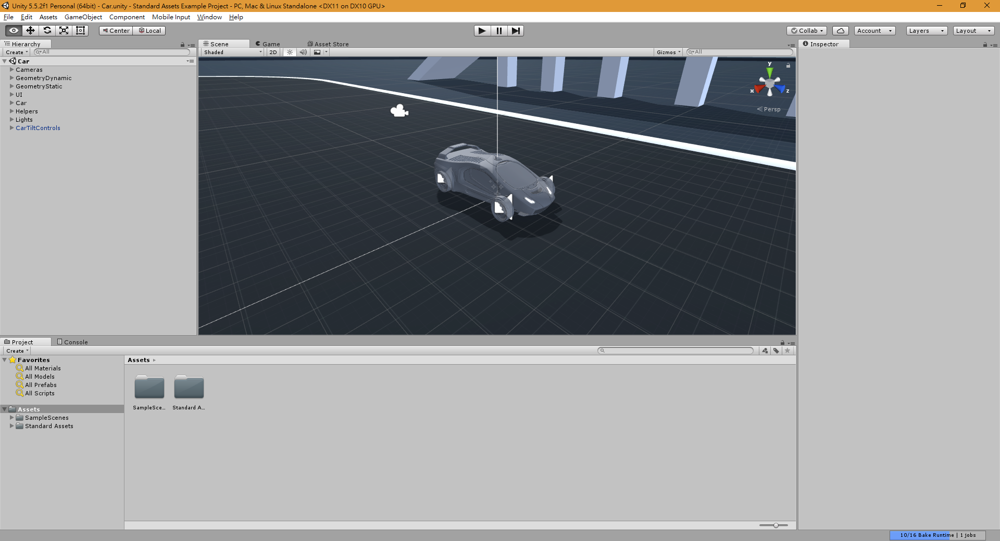 Unity 5.5.2f1 Personal (64bit) - Car.unity - Standard Assets Example Project - PC, Mac & Linux Standalone <DX11 on DX10 GPU>
File Edit Assets GameObject Component Mobile Input Window Help
Center Local Collab Account Layers Layout
Hierarchy
Create All
Car
Cameras
GeometryDynamic
GeometryStatic
UI
Car
Helpers
Lights
CarTiltControls
Scene Game Asset Store
Shaded 2D Gizmos All
y
x z
Persp
Inspector
Project Console
Create
Favorites
All Materials
All Models
All Prefabs
All Scripts
Assets
SampleScenes
Standard Assets
Assets
SampleSce... Standard A...
10/16 Bake Runtime | 1 jobs